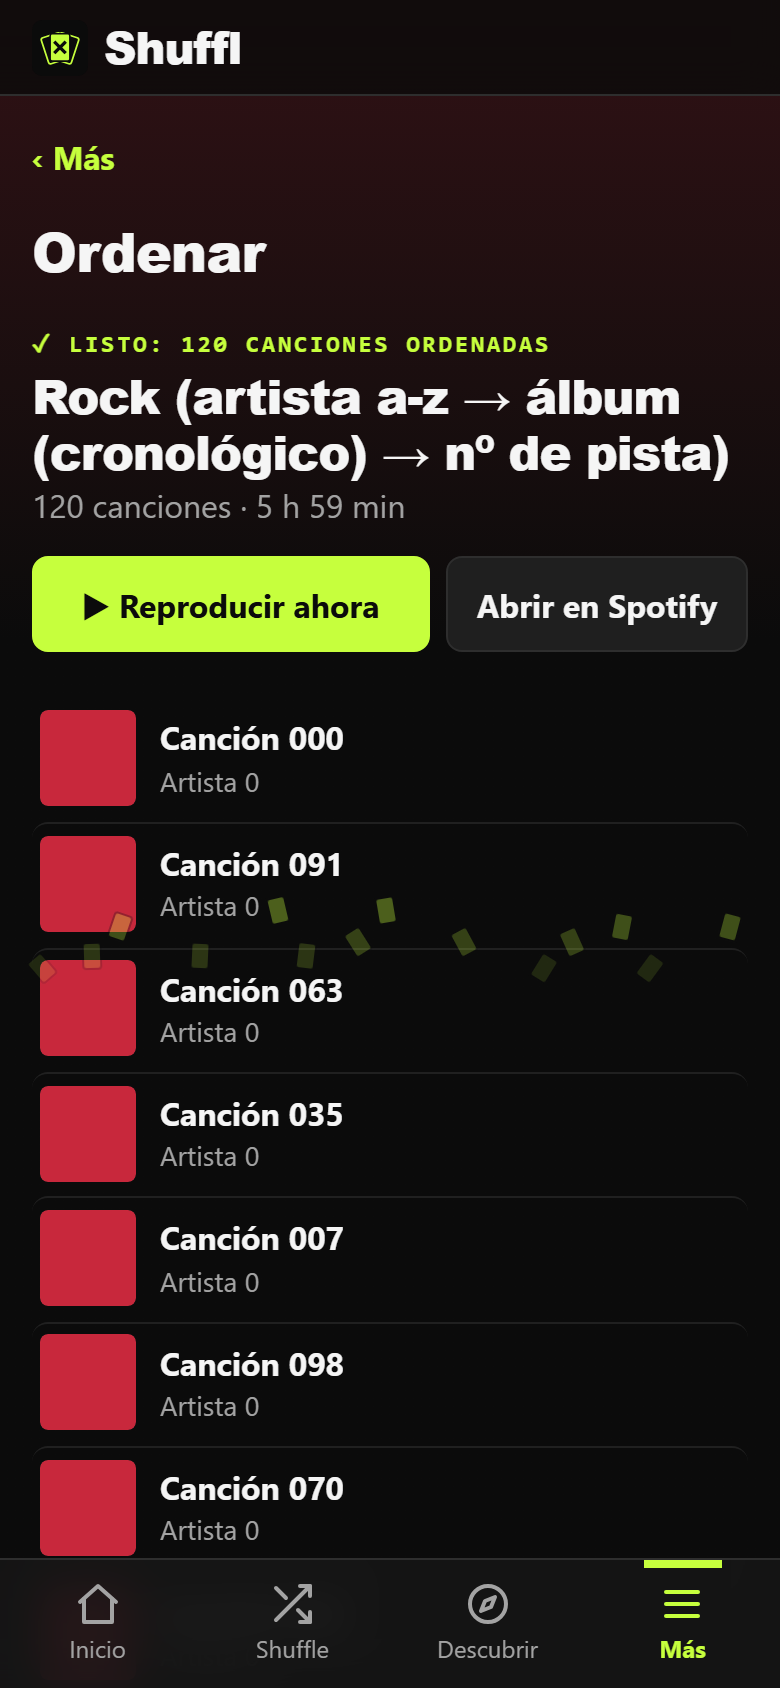 Shuffl
‹ Más
Ordenar
✓ LISTO: 120 CANCIONES ORDENADAS
Rock (artista a-z → álbum
(cronológico) → nº de pista)
120 canciones · 5 h 59 min
▶ Reproducir ahora
Abrir en Spotify
Canción 000
Artista 0
Canción 091
Artista 0
Canción 063
Artista 0
Canción 035
Artista 0
Canción 007
Artista 0
Canción 098
Artista 0
Canción 070
Artista 0
Inicio
Shuffle
Descubrir
Más